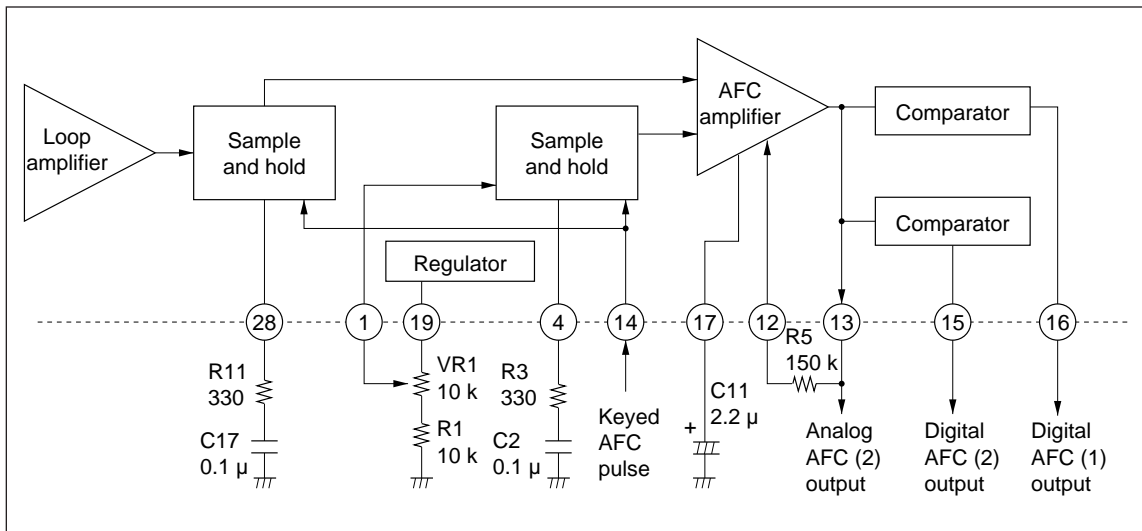 Loop
amplifier
Sample
and hold
Sample
and hold
AFC
amplifier
Comparator
Comparator
Regulator
28
1
19
4
14
17
12
13
15
16
R11
330
C17
0.1 µ
VR1
10 k
R1
10 k
R3
330
C2
0.1 µ
Keyed
AFC
pulse
C11
2.2 µ
+
R5
150 k
Analog
AFC (2)
output
Digital
AFC (2)
output
Digital
AFC (1)
output